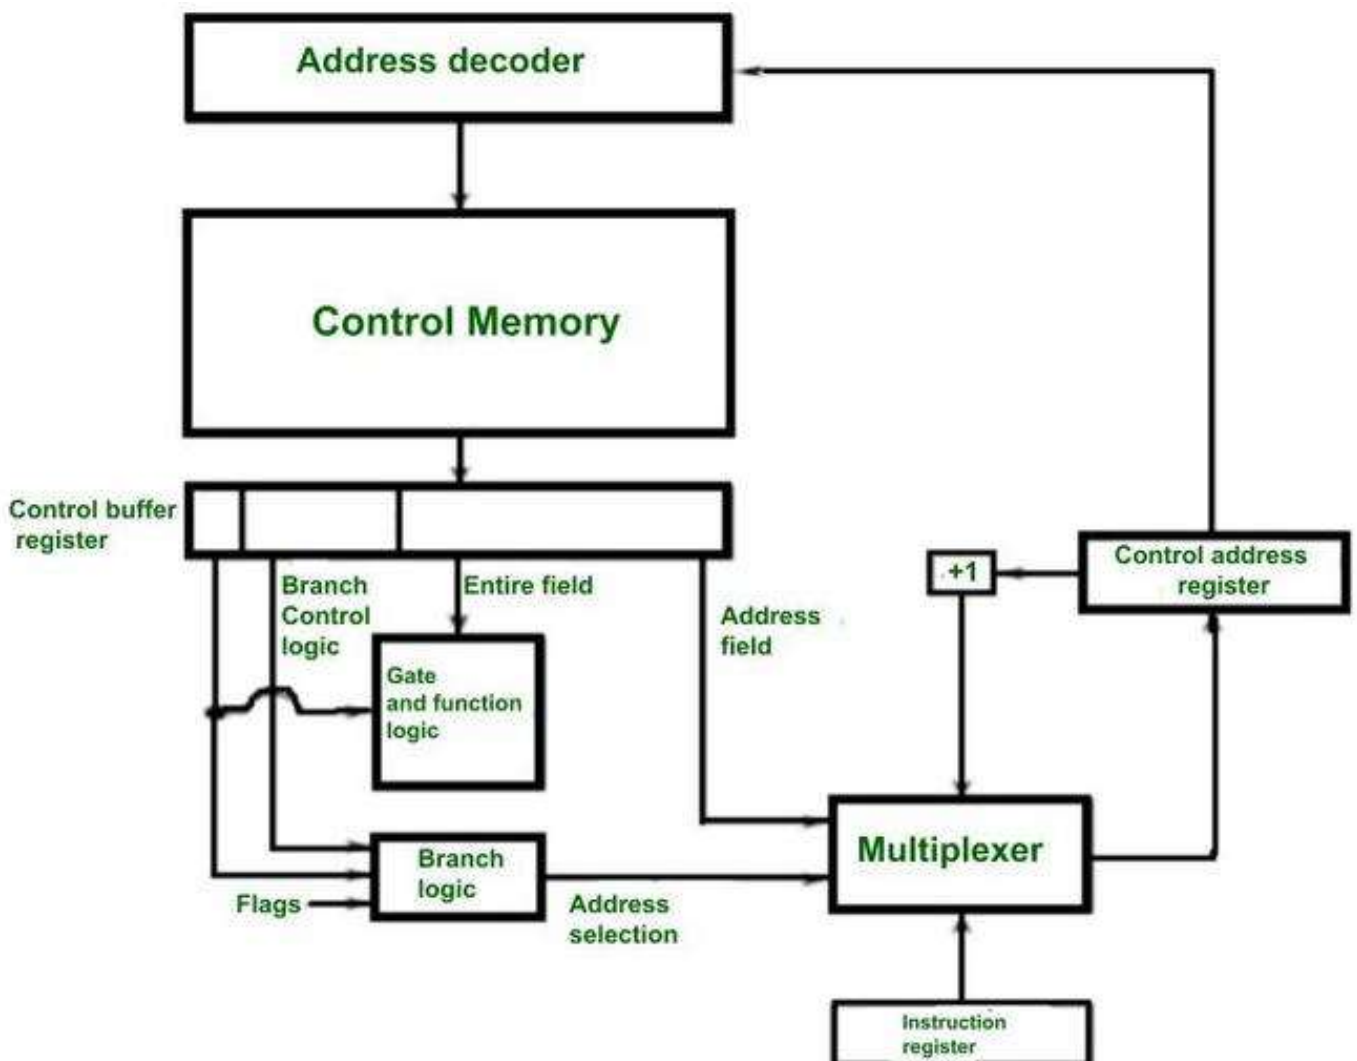 Address decoder
Control Memory
Control buffer
register
Branch
Control
logic
Entire field
Address
field
+1
Control address
register
Gate
and function
logic
Branch
logic
Flags
Address
selection
Multiplexer
Instruction
register